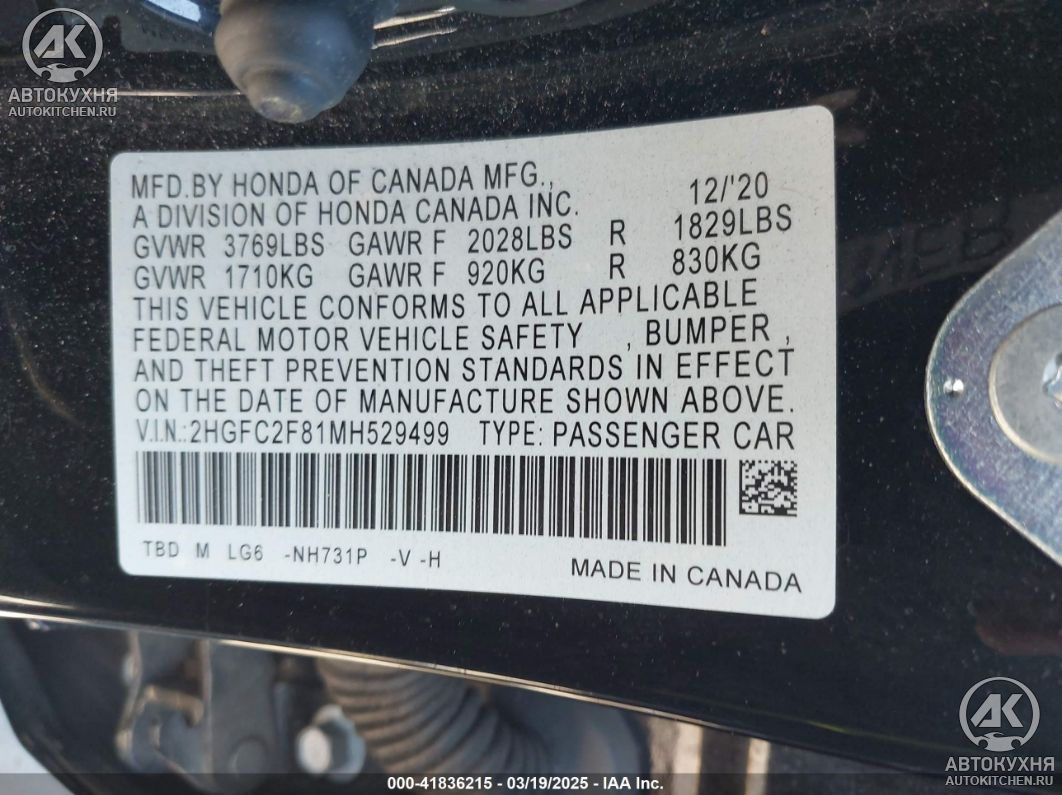 АК
АВТОКУХНЯ
AUTOKITCHEN.RU
MFD.BY HONDA OF CANADA MFG., 12/'20
A DIVISION OF HONDA CANADA INC.
GVWR 3769LBS GAWR F 2028LBS R 1829LBS
GVWR 1710KG GAWR F 920KG R 830KG
THIS VEHICLE CONFORMS TO ALL APPLICABLE
FEDERAL MOTOR VEHICLE SAFETY , BUMPER ,
AND THEFT PREVENTION STANDARDS IN EFFECT
ON THE DATE OF MANUFACTURE SHOWN ABOVE.
V.I.N.:2HGFC2F81MH529499 TYPE: PASSENGER CAR
TBD M LG6 -NH731P -V -H MADE IN CANADA
АК
АВТОКУХНЯ
AUTOKITCHEN.RU
000-41836215 - 03/19/2025 - IAA Inc.